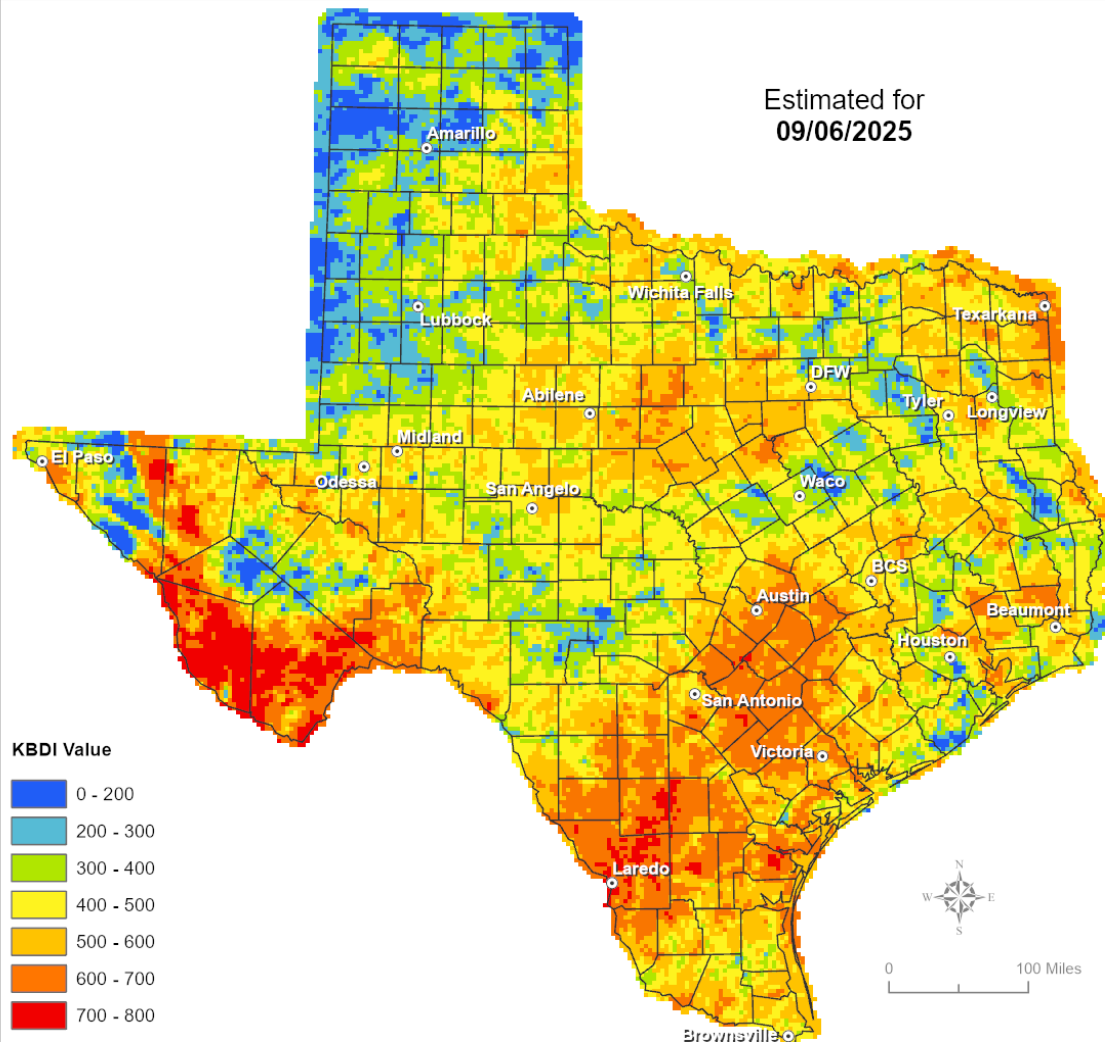 Estimated for
09/06/2025
Amarillo
Wichita Falls
Lubbock
Texarkana
DFW
Abilene
Tyler
Longview
Midland
El Paso
Odessa
San Angelo
Waco
BCS
Austin
Beaumont
Houston
San Antonio
Victoria
KBDI Value
0 - 200
200 - 300
300 - 400
400 - 500
500 - 600
600 - 700
700 - 800
Laredo
N
W E
S
0 100 Miles
Brownsville